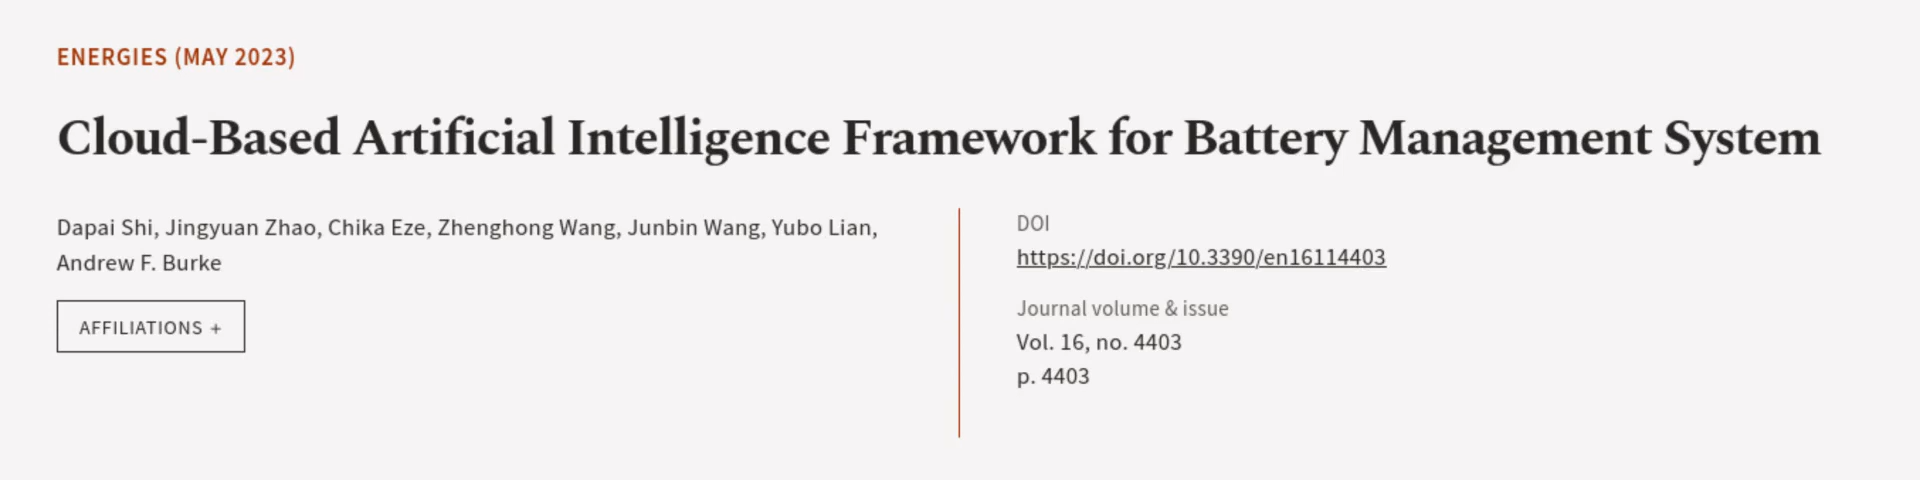 ENERGIES (MAY 2023)
Cloud-Based Artificial Intelligence Framework for Battery Management System
Dapai Shi, Jingyuan Zhao, Chika Eze, Zhenghong Wang, Junbin Wang, Yubo Lian,
Andrew F. Burke
AFFILIATIONS +
DOI
https://doi.org/10.3390/en16114403
Journal volume & issue
Vol. 16, no. 4403
p. 4403